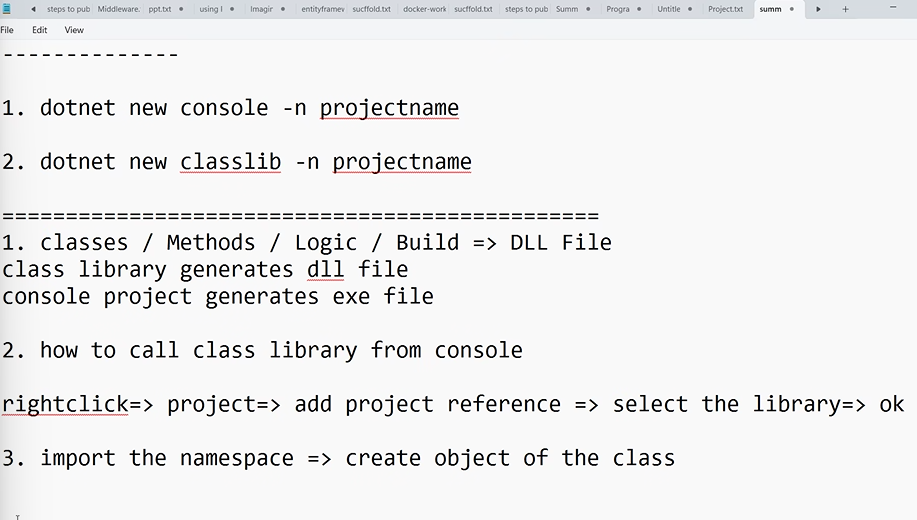 steps to pub Middleware. ppt.txt using I Imagir entityframev sucffold.txt docker-work sucffold.txt steps to pub Summ Progra Untitle Project.txt summ
File Edit View
--------------
1. dotnet new console -n projectname
2. dotnet new classlib -n projectname
===============================================
1. classes / Methods / Logic / Build => DLL File
class library generates dll file
console project generates exe file
2. how to call class library from console
rightclick=> project=> add project reference => select the library=> ok
3. import the namespace => create object of the class